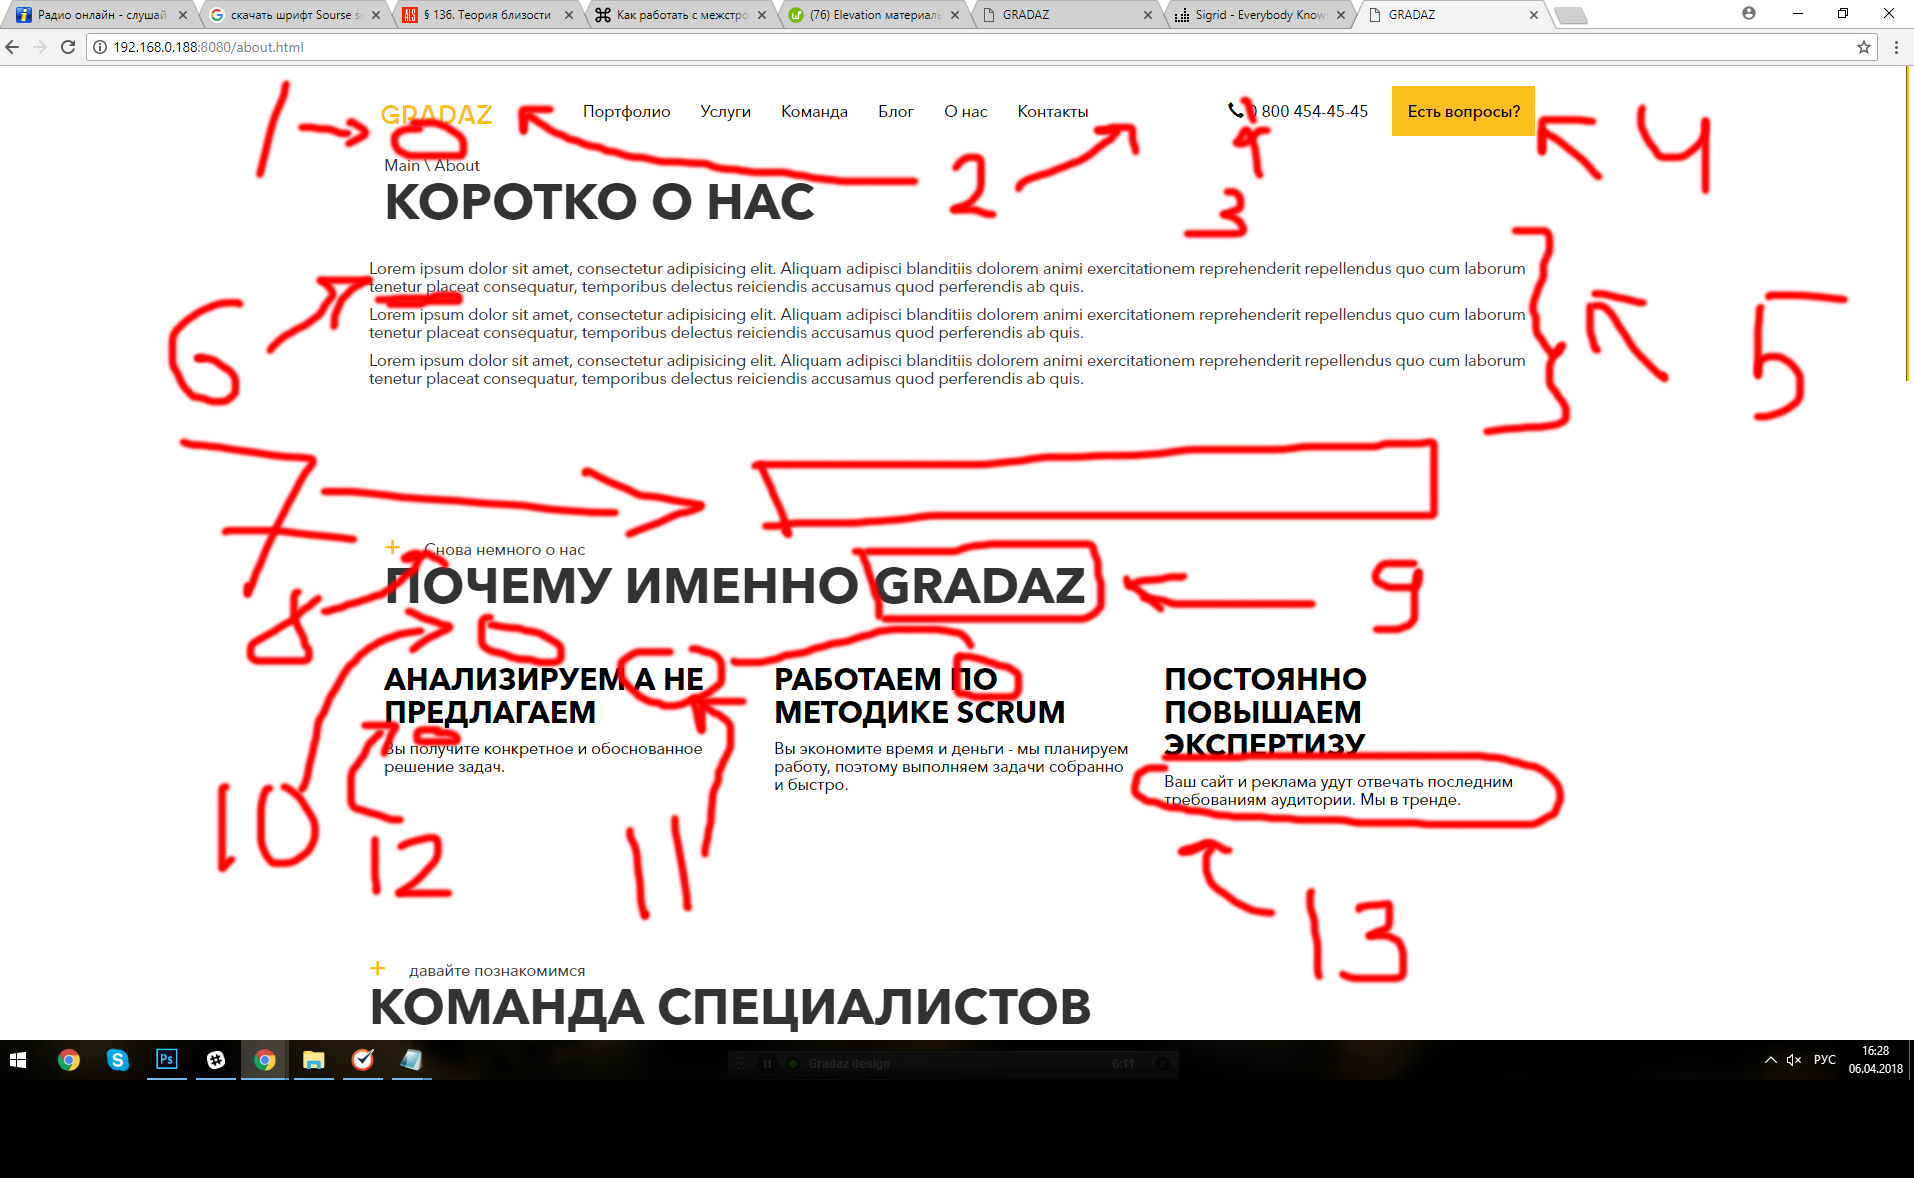 Радио онлайн - слушай
скачать шрифт Sourse se
§ 136. Теория близости
Как работать с межстро
(76) Elevation материаль
GRADAZ
Sigrid - Everybody Know
GRADAZ
192.168.0.188:8080/about.html
1
GRADAZ
Портфолио
Услуги
Команда
Блог
О нас
Контакты
0 800 454-45-45
Есть вопросы?
4
Main \ About
2
3
КОРОТКО О НАС
Lorem ipsum dolor sit amet, consectetur adipisicing elit. Aliquam adipisci blanditiis dolorem animi exercitationem reprehenderit repellendus quo cum laborum
tenetur placeat consequatur, temporibus delectus reiciendis accusamus quod perferendis ab quis.
Lorem ipsum dolor sit amet, consectetur adipisicing elit. Aliquam adipisci blanditiis dolorem animi exercitationem reprehenderit repellendus quo cum laborum
tenetur placeat consequatur, temporibus delectus reiciendis accusamus quod perferendis ab quis.
Lorem ipsum dolor sit amet, consectetur adipisicing elit. Aliquam adipisci blanditiis dolorem animi exercitationem reprehenderit repellendus quo cum laborum
tenetur placeat consequatur, temporibus delectus reiciendis accusamus quod perferendis ab quis.
6
5
7
+ Снова немного о нас
ПОЧЕМУ ИМЕННО GRADAZ
8
9
АНАЛИЗИРУЕМ А НЕ
ПРЕДЛАГАЕМ
Вы получите конкретное и обоснованное
решение задач.
РАБОТАЕМ ПО
МЕТОДИКЕ SCRUM
Вы экономите время и деньги - мы планируем
работу, поэтому выполняем задачи собранно
и быстро.
ПОСТОЯННО
ПОВЫШАЕМ
ЭКСПЕРТИЗУ
Ваш сайт и реклама удут отвечать последним
требованиям аудитории. Мы в тренде.
10
12
11
13
+ давайте познакомимся
КОМАНДА СПЕЦИАЛИСТОВ
Ps
Gradaz design
6:11
РУС
16:28
06.04.2018